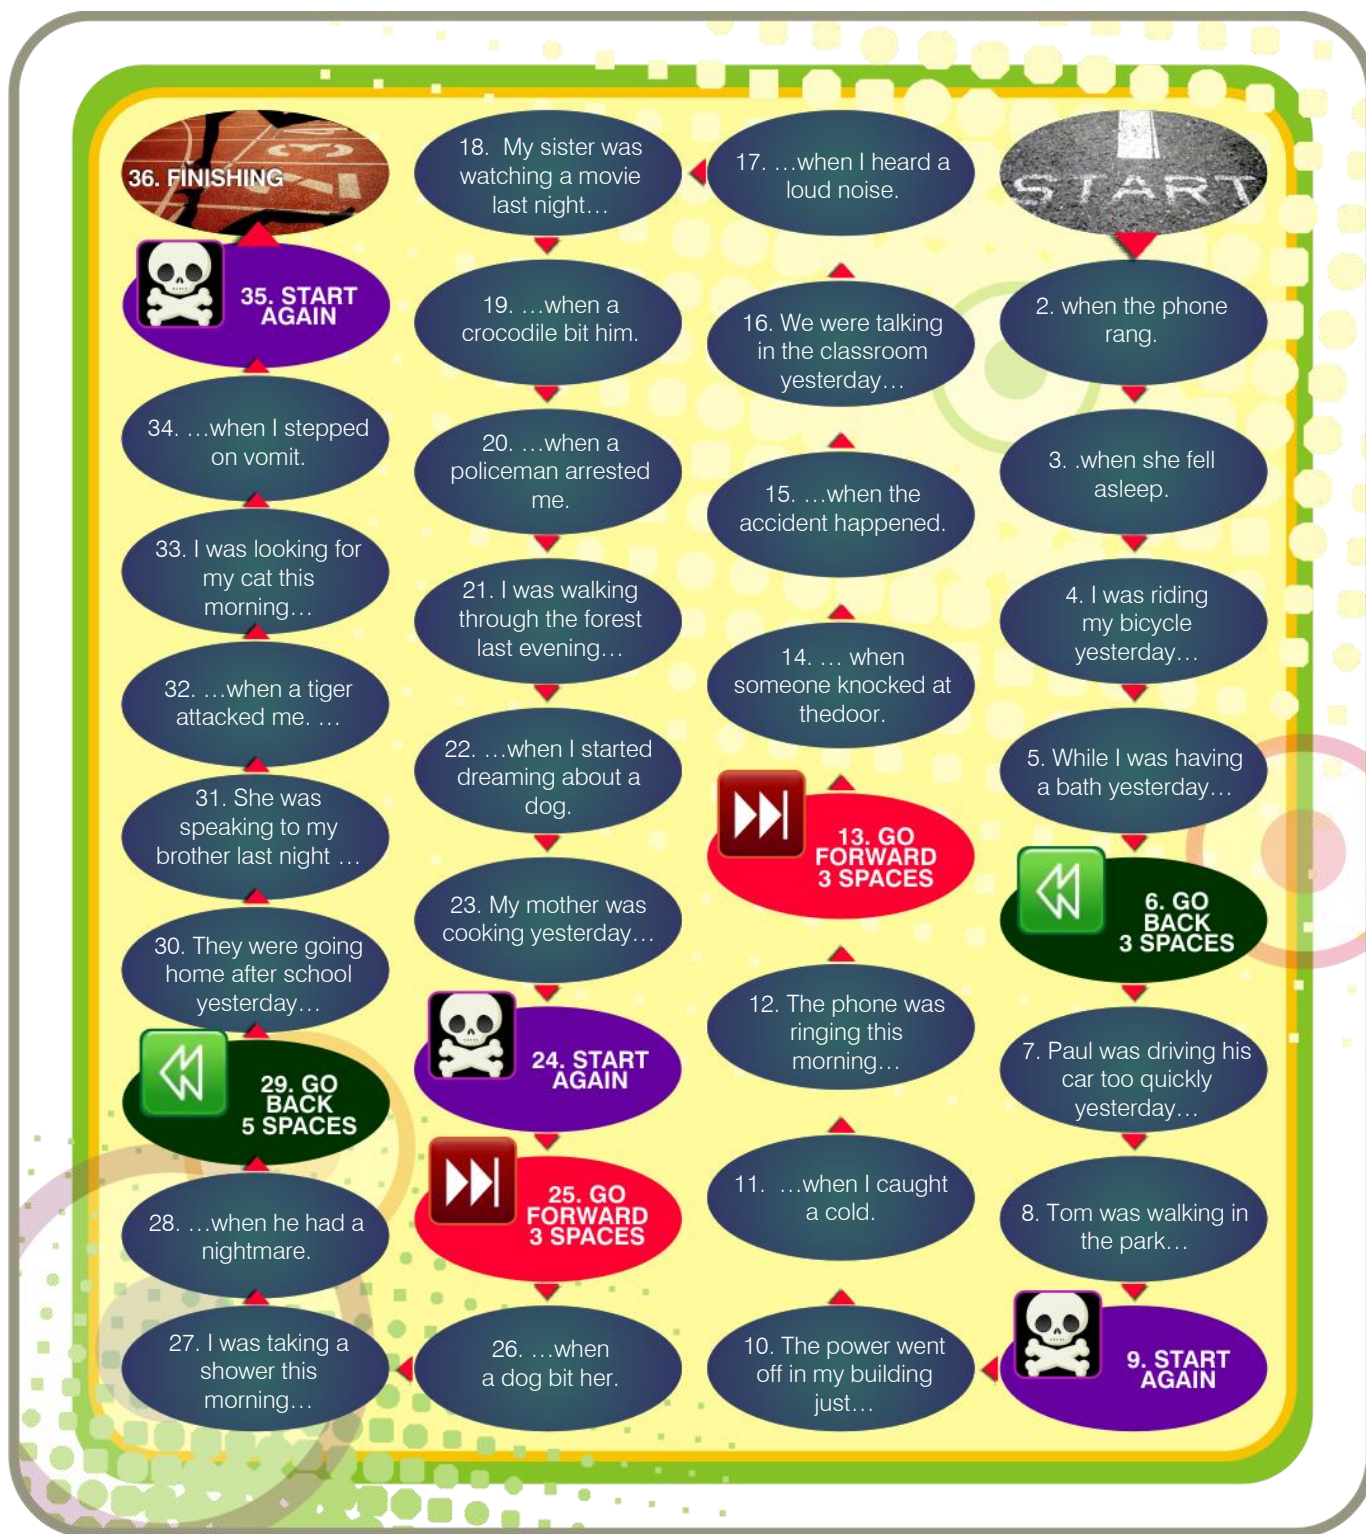 START
2. when the phone
rang.
3. .when she fell
asleep.
4. I was riding
my bicycle
yesterday…
5. While I was having
a bath yesterday…
6. GO
BACK
3 SPACES
7. Paul was driving his
car too quickly
yesterday…
8. Tom was walking in
the park…
9. START
AGAIN
10. The power went
off in my building
just…
11. …when I caught
a cold.
12. The phone was
ringing this
morning…
13. GO
FORWARD
3 SPACES
14. … when
someone knocked at
thedoor.
15. …when the
accident happened.
16. We were talking
in the classroom
yesterday…
17. …when I heard a
loud noise.
18. My sister was
watching a movie
last night…
19. …when a
crocodile bit him.
20. …when a
policeman arrested
me.
21. I was walking
through the forest
last evening…
22. …when I started
dreaming about a
dog.
23. My mother was
cooking yesterday…
24. START
AGAIN
25. GO
FORWARD
3 SPACES
26. …when
a dog bit her.
27. I was taking a
shower this
morning…
28. …when he had a
nightmare.
29. GO
BACK
5 SPACES
30. They were going
home after school
yesterday…
31. She was
speaking to my
brother last night …
32. …when a tiger
attacked me. …
33. I was looking for
my cat this
morning…
34. …when I stepped
on vomit.
35. START
AGAIN
36. FİNİSHİNG